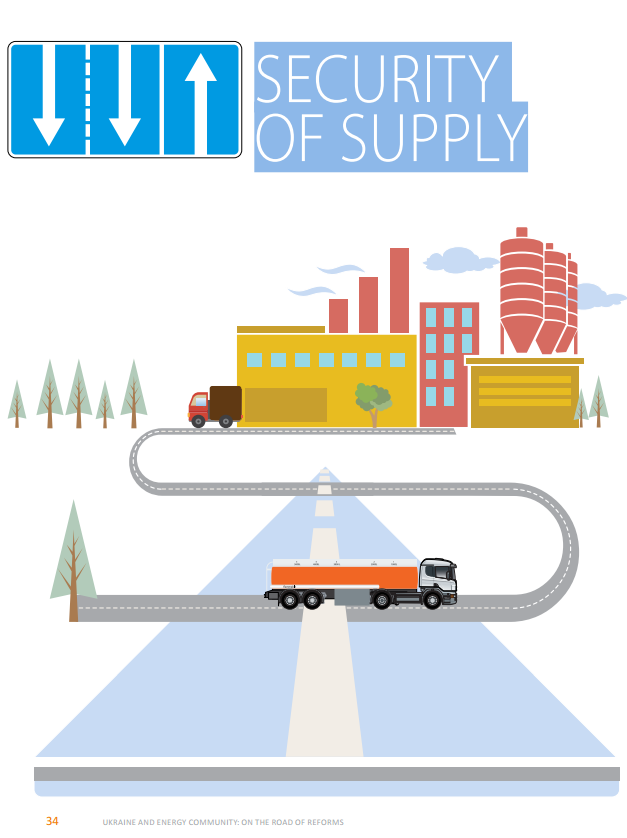 SECURITY
OF SUPPLY
34
UKRAINE AND ENERGY COMMUNITY: ON THE ROAD OF REFORMS